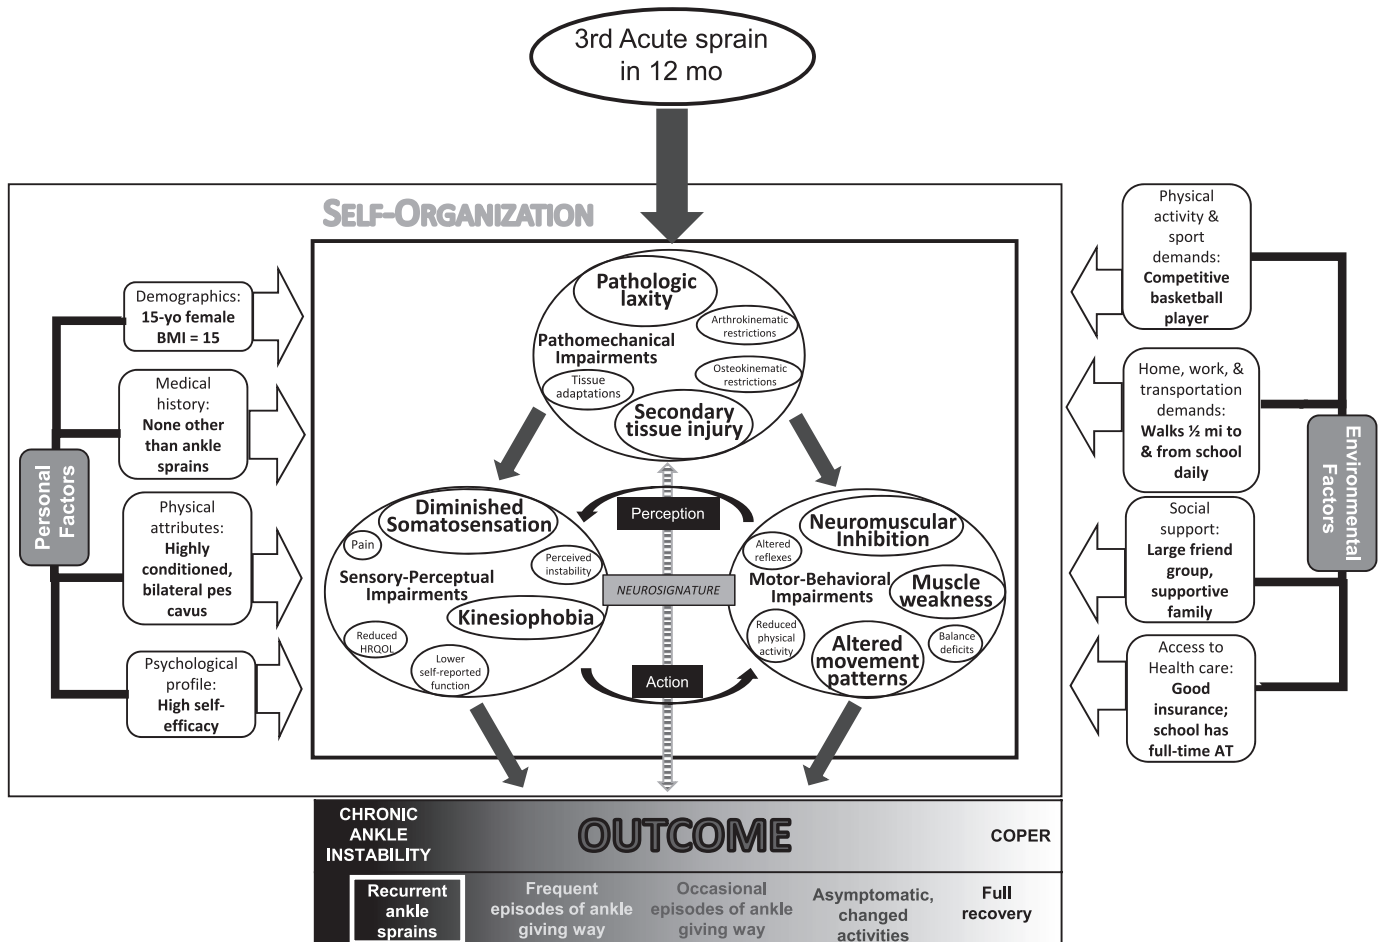 3rd Acute sprain
in 12 mo
SELF-ORGANIZATION
Demographics:
15-yo female
BMI = 15
Medical
history:
None other
than ankle
sprains
Physical
attributes:
Highly
conditioned,
bilateral pes
cavus
Psychological
profile:
High self-
efficacy
Personal
Factors
Pathologic
laxity
Arthrokinematic
restrictions
Pathomechanical
Impairments
Osteokinematic
restrictions
Tissue
adaptations
Secondary
tissue injury
Diminished
Somatosensation
Pain
Perceived
instability
Sensory-Perceptual
Impairments
Kinesiophobia
Reduced
HRQOL
Lower
self-reported
function
Perception
NEUROSIGNATURE
Action
Neuromuscular
Inhibition
Altered
reflexes
Motor-Behavioral
Impairments
Muscle
weakness
Reduced
physical
activity
Altered
movement
patterns
Balance
deficits
Physical
activity &
sport
demands:
Competitive
basketball
player
Home, work, &
transportation
demands:
Walks ½ mi to
& from school
daily
Social
support:
Large friend
group,
supportive
family
Access to
Health care:
Good
insurance;
school has
full-time AT
Environmental
Factors
CHRONIC
ANKLE
INSTABILITY
OUTCOME
COPER
Recurrent
ankle
sprains
Frequent
episodes of ankle
giving way
Occasional
episodes of ankle
giving way
Asymptomatic,
changed
activities
Full
recovery